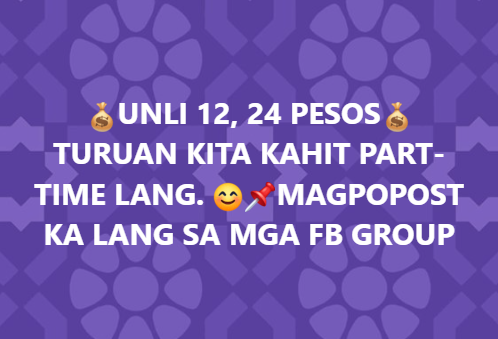 💰UNLI 12, 24 PESOS💰
TURUAN KITA KAHIT PART-
TIME LANG. 😊📌MAGPOPOST
KA LANG SA MGA FB GROUP